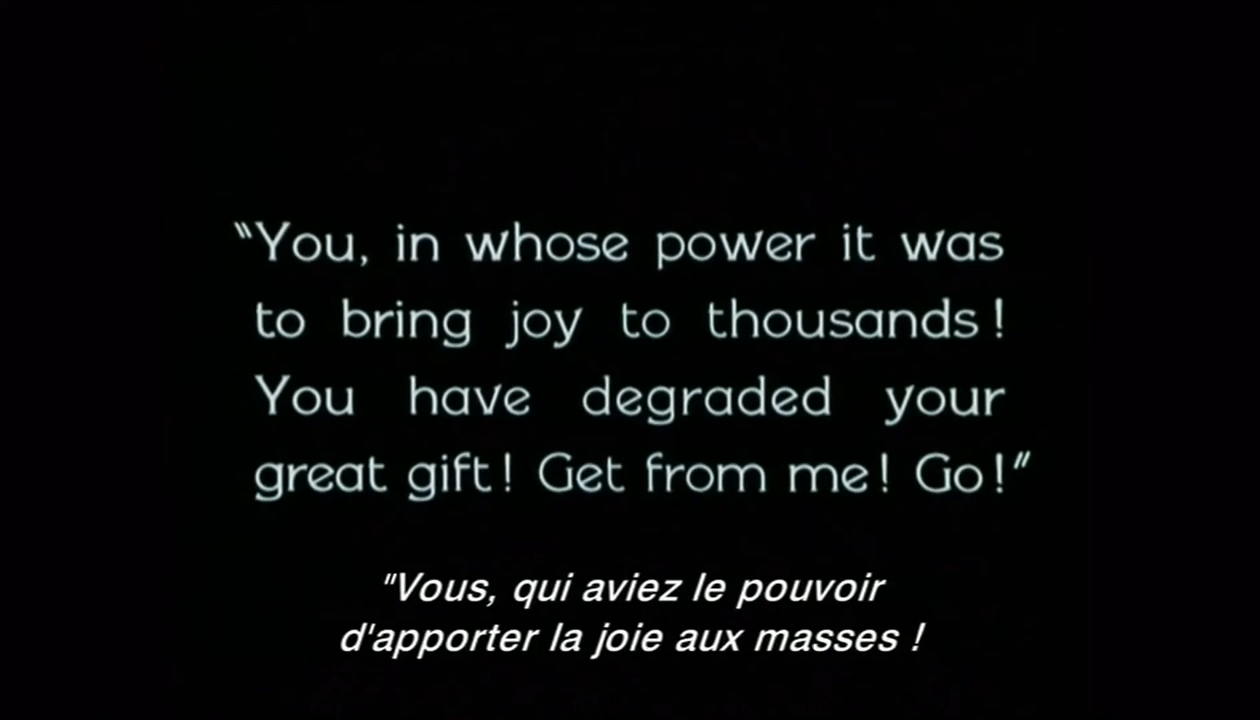 “You, in whose power it was
to bring joy to thousands!
You have degraded your
great gift! Get from me! Go!”
"Vous, qui aviez le pouvoir
d'apporter la joie aux masses !